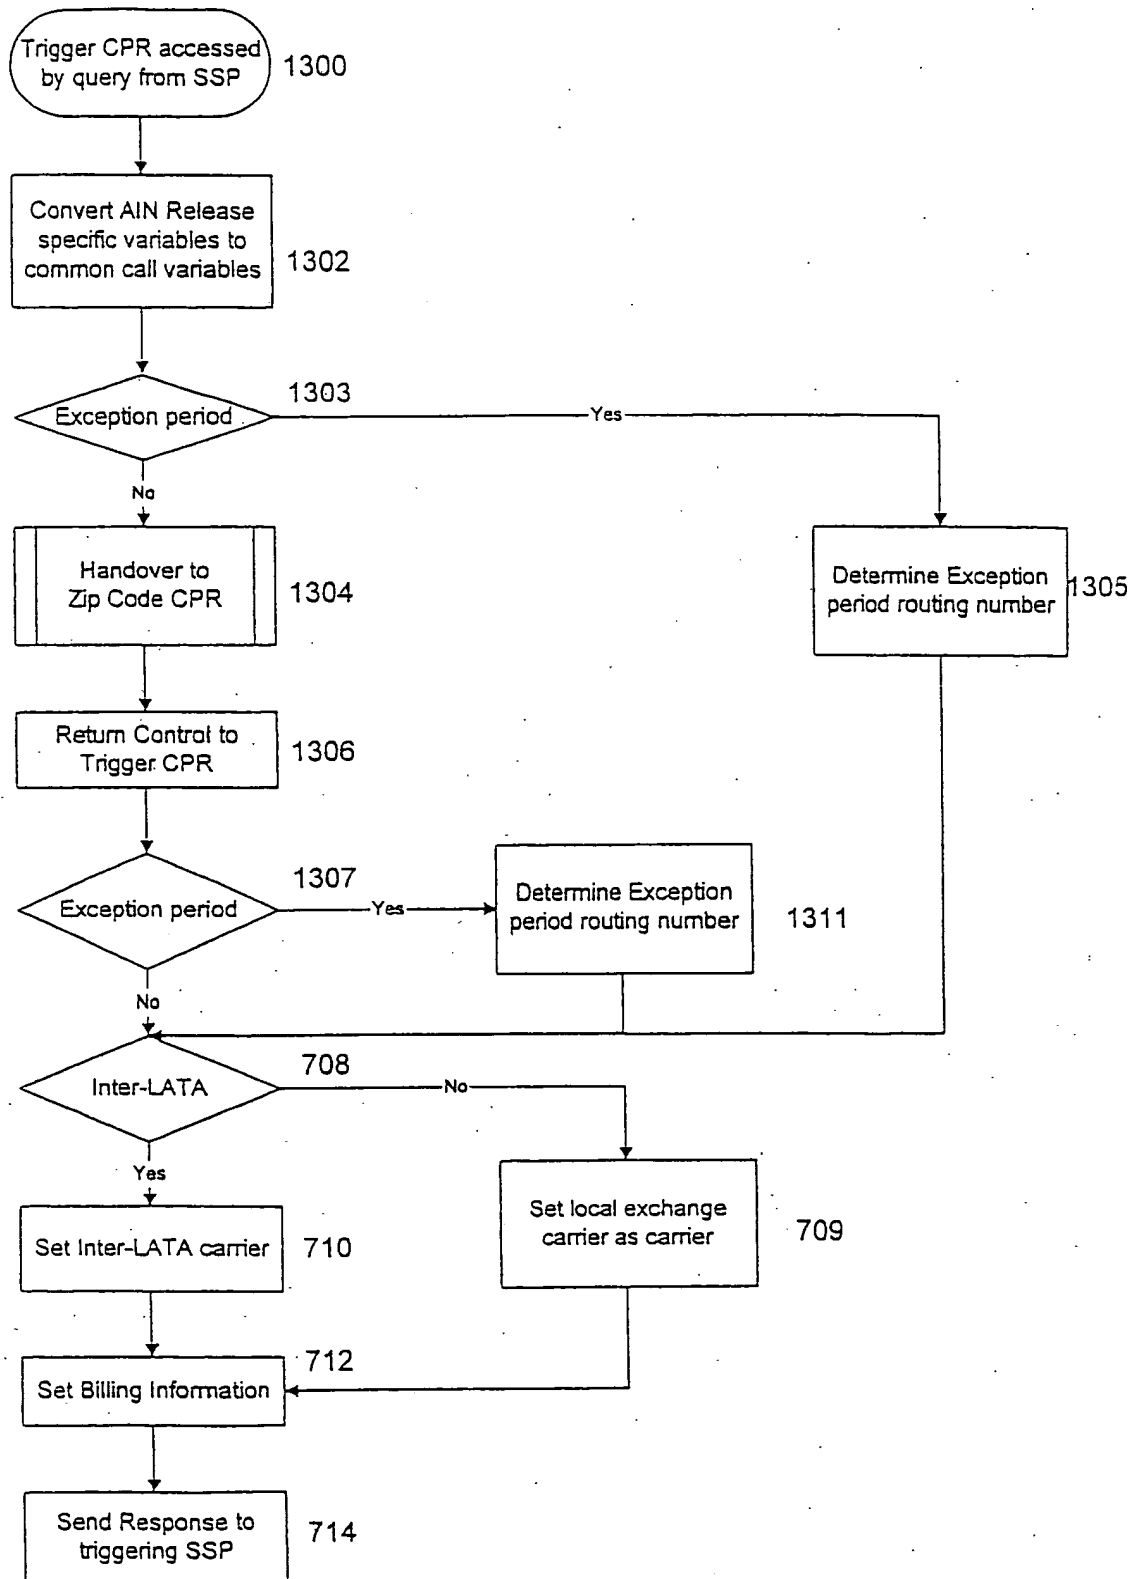 Trigger CPR accessed
by query from SSP
1300
Convert AIN Release
specific variables to
common call variables
1302
1303
Exception period
Yes
No
Handover to
Zip Code CPR
1304
Determine Exception
period routing number
1305
Return Control to
Trigger CPR
1306
1307
Exception period
Yes
Determine Exception
period routing number
1311
No
708
Inter-LATA
No
Yes
Set local exchange
carrier as carrier
709
Set Inter-LATA carrier
710
712
Set Billing Information
Send Response to
triggering SSP
714